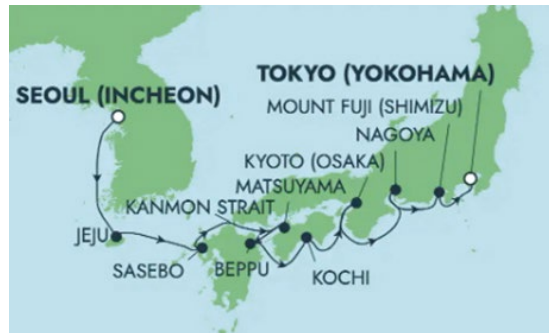 TOKYO (YOKOHAMA)
SEOUL (INCHEON)
MOUNT FUJI (SHIMIZU)
NAGOYA
KYOTO (OSAKA)
MATSUYAMA
KANMON STRAIT
JEJU
SASEBO
BEPPU
KOCHI